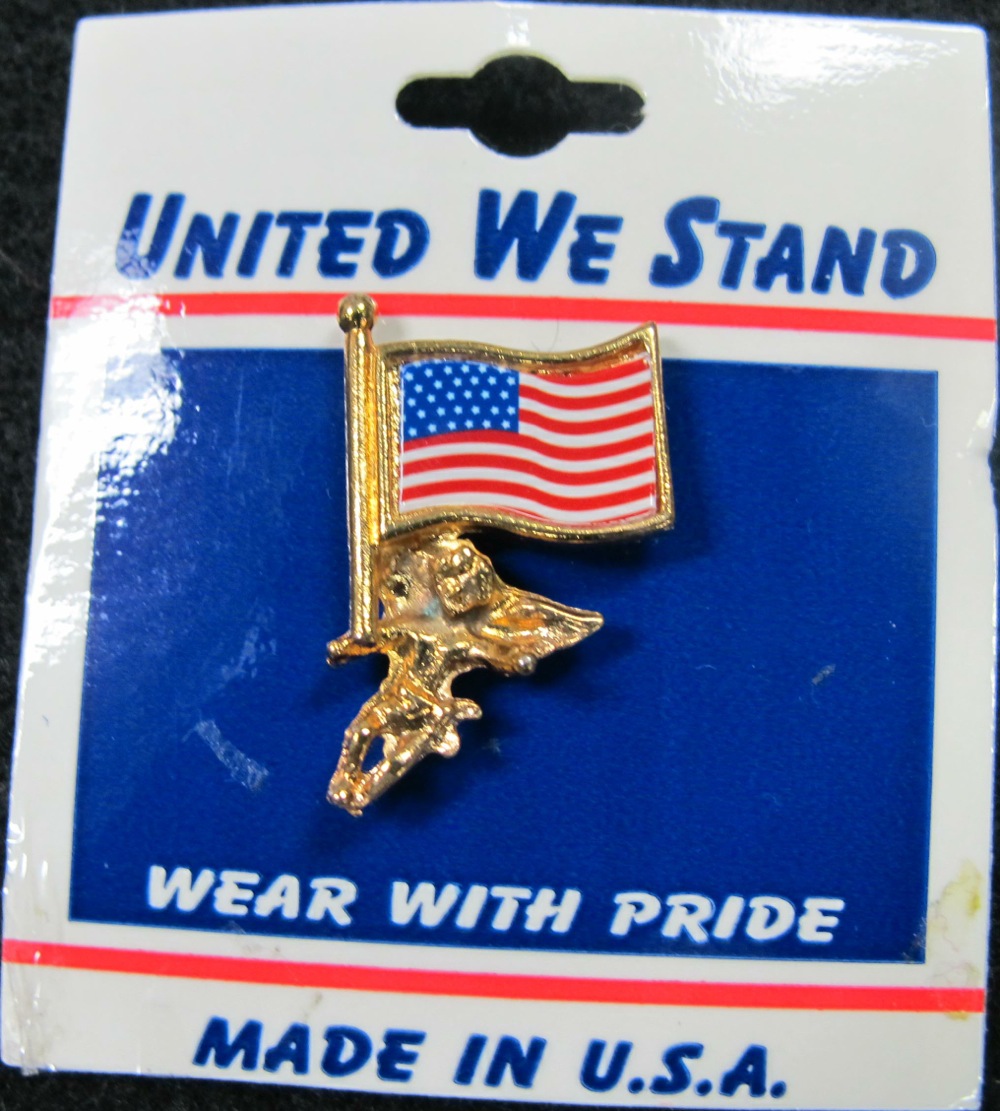 UNITED WE STAND
WEAR WITH PRIDE
MADE IN U.S.A.